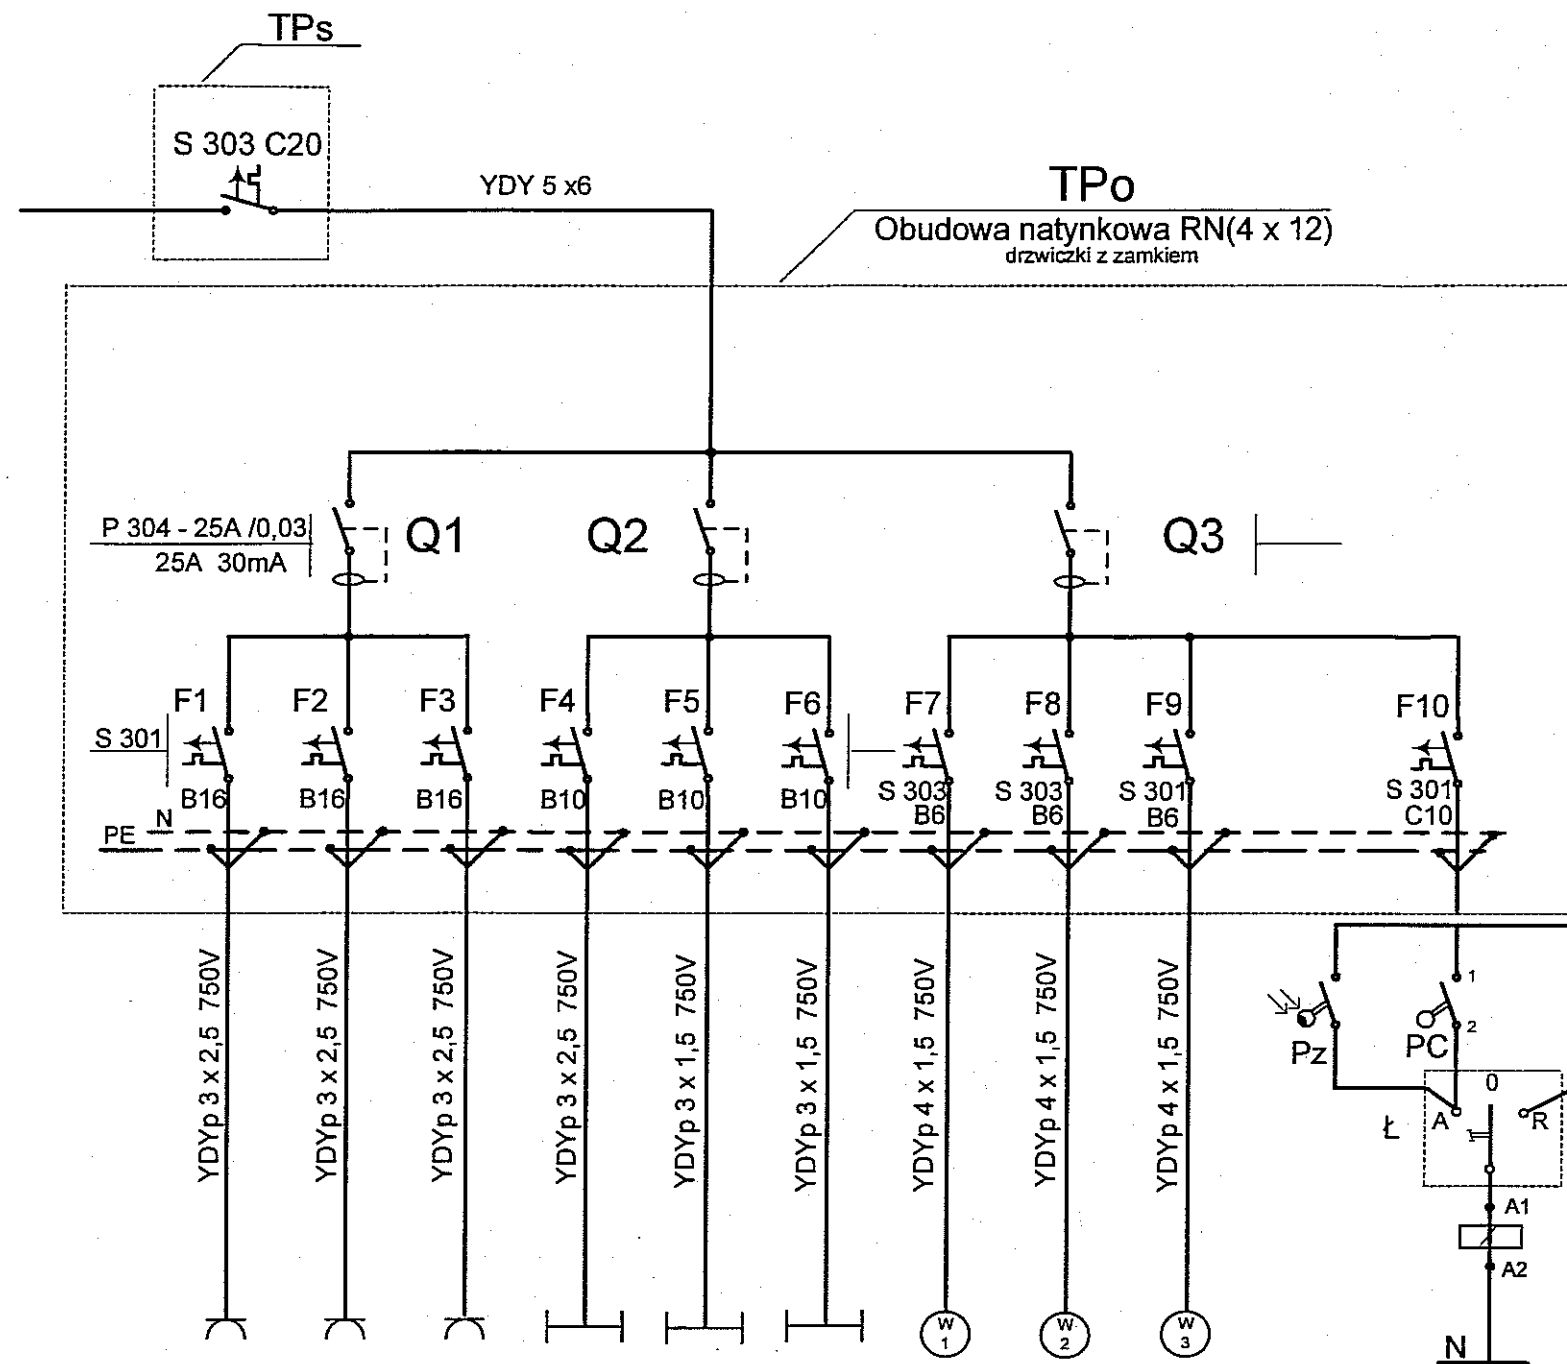 TPs
S 303 C20
YDY 5 x6
TPo
Obudowa natynkowa RN(4 x 12)
drzwiczki z zamkiem
P 304 - 25A /0,03
25A 30mA
Q1
Q2
Q3
F1
F2
F3
F4
F5
F6
F7
F8
F9
F10
S 301
B16
B16
B16
B10
B10
B10
S 303
B6
S 303
B6
S 301
B6
S 301
C10
N
PE
YDYp 3 x 2,5 750V
YDYp 3 x 2,5 750V
YDYp 3 x 2,5 750V
YDYp 3 x 2,5 750V
YDYp 3 x 1,5 750V
YDYp 3 x 1,5 750V
YDYp 4 x 1,5 750V
YDYp 4 x 1,5 750V
YDYp 4 x 1,5 750V
1
2
Pz
PC
0
Ł
A
R
A1
A2
W
1
W
2
W
3
N